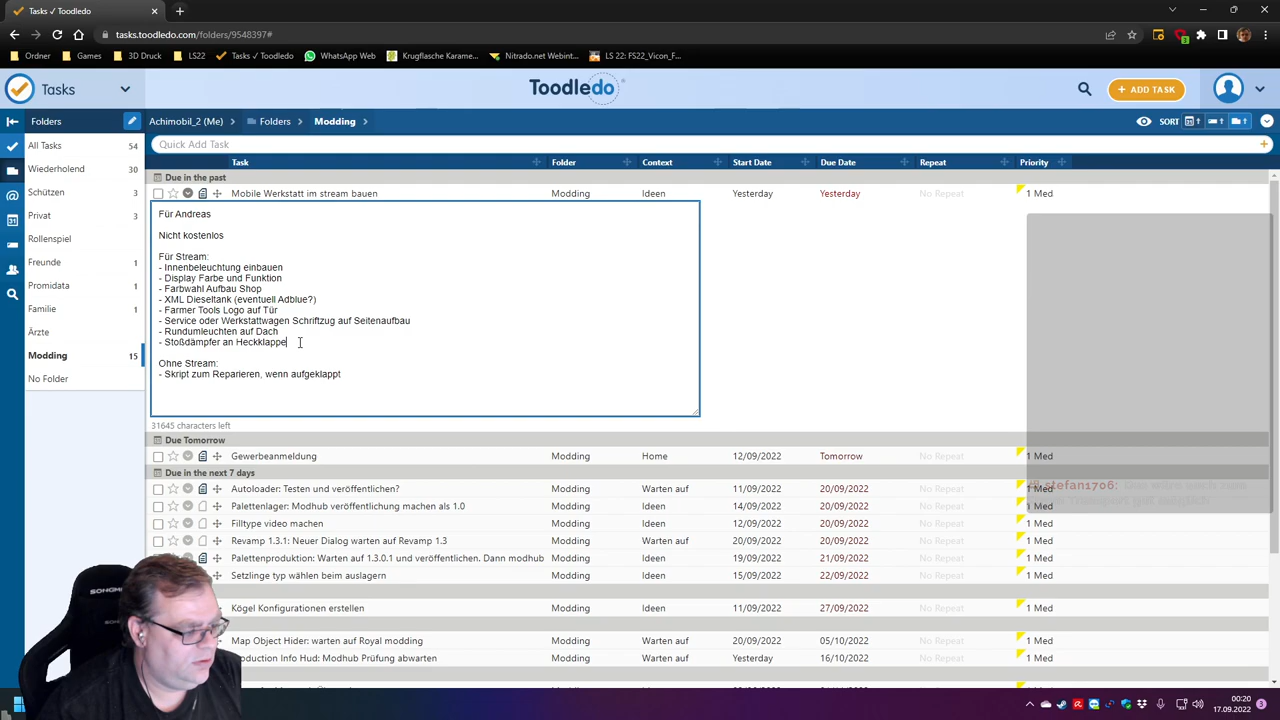 Tasks ✓ Toodledo
tasks.toodledo.com/folders/9548397#
Ordner Games 3D Druck LS22 Tasks ✓ Toodledo WhatsApp Web Krugflasche Karame... Nitrado.net Webint... LS 22: FS22_Vicon_F...
Tasks Toodledo + ADD TASK
Folders Achimobil_2 (Me) > Folders > Modding > SORT
All Tasks 54
Wiederholend 30
Schützen 3
Privat 3
Rollenspiel
Freunde 1
Promidata 1
Familie 1
Ärzte
Modding 15
No Folder
Quick Add Task
Task Folder Context Start Date Due Date Repeat Priority
Due in the past
Mobile Werkstatt im stream bauen Modding Ideen Yesterday Yesterday No Repeat 1 Med
Für Andreas
Nicht kostenlos
Für Stream:
- Innenbeleuchtung einbauen
- Display Farbe und Funktion
- Farbwahl Aufbau Shop
- XML Dieseltank (eventuell Adblue?)
- Farmer Tools Logo auf Tür
- Service oder Werkstattwagen Schriftzug auf Seitenaufbau
- Rundumleuchten auf Dach
- Stoßdämpfer an Heckklappe
Ohne Stream:
- Skript zum Reparieren, wenn aufgeklappt
31645 characters left
Due Tomorrow
Gewerbeanmeldung Modding Home 12/09/2022 Tomorrow No Repeat 1 Med
Due in the next 7 days
Autoloader: Testen und veröffentlichen? Modding Warten auf 11/09/2022 20/09/2022 No Repeat 1 Med
stefan1706:
Palettenlager: Modhub veröffentlichung machen als 1.0 Modding Ideen 14/09/2022 20/09/2022 No Repeat 1 Med
Filltype video machen Modding Ideen 12/09/2022 20/09/2022 No Repeat 1 Med
Revamp 1.3.1: Neuer Dialog warten auf Revamp 1.3 Modding Warten auf 20/09/2022 No Repeat 1 Med
Palettenproduktion: Warten auf 1.3.0.1 und veröffentlichen. Dann modhub Modding Ideen 19/09/2022 21/09/2022 No Repeat 1 Med
Setzlinge typ wählen beim auslagern Modding Ideen 15/09/2022 22/09/2022 No Repeat 1 Med
Kögel Konfigurationen erstellen Modding Ideen 11/09/2022 27/09/2022 No Repeat 1 Med
Map Object Hider: warten auf Royal modding Modding Warten auf 20/09/2022 05/10/2022 No Repeat 1 Med
oduction Info Hud: Modhub Prüfung abwarten Modding Warten auf Yesterday 16/10/2022 No Repeat 1 Med
00:20
17.09.2022